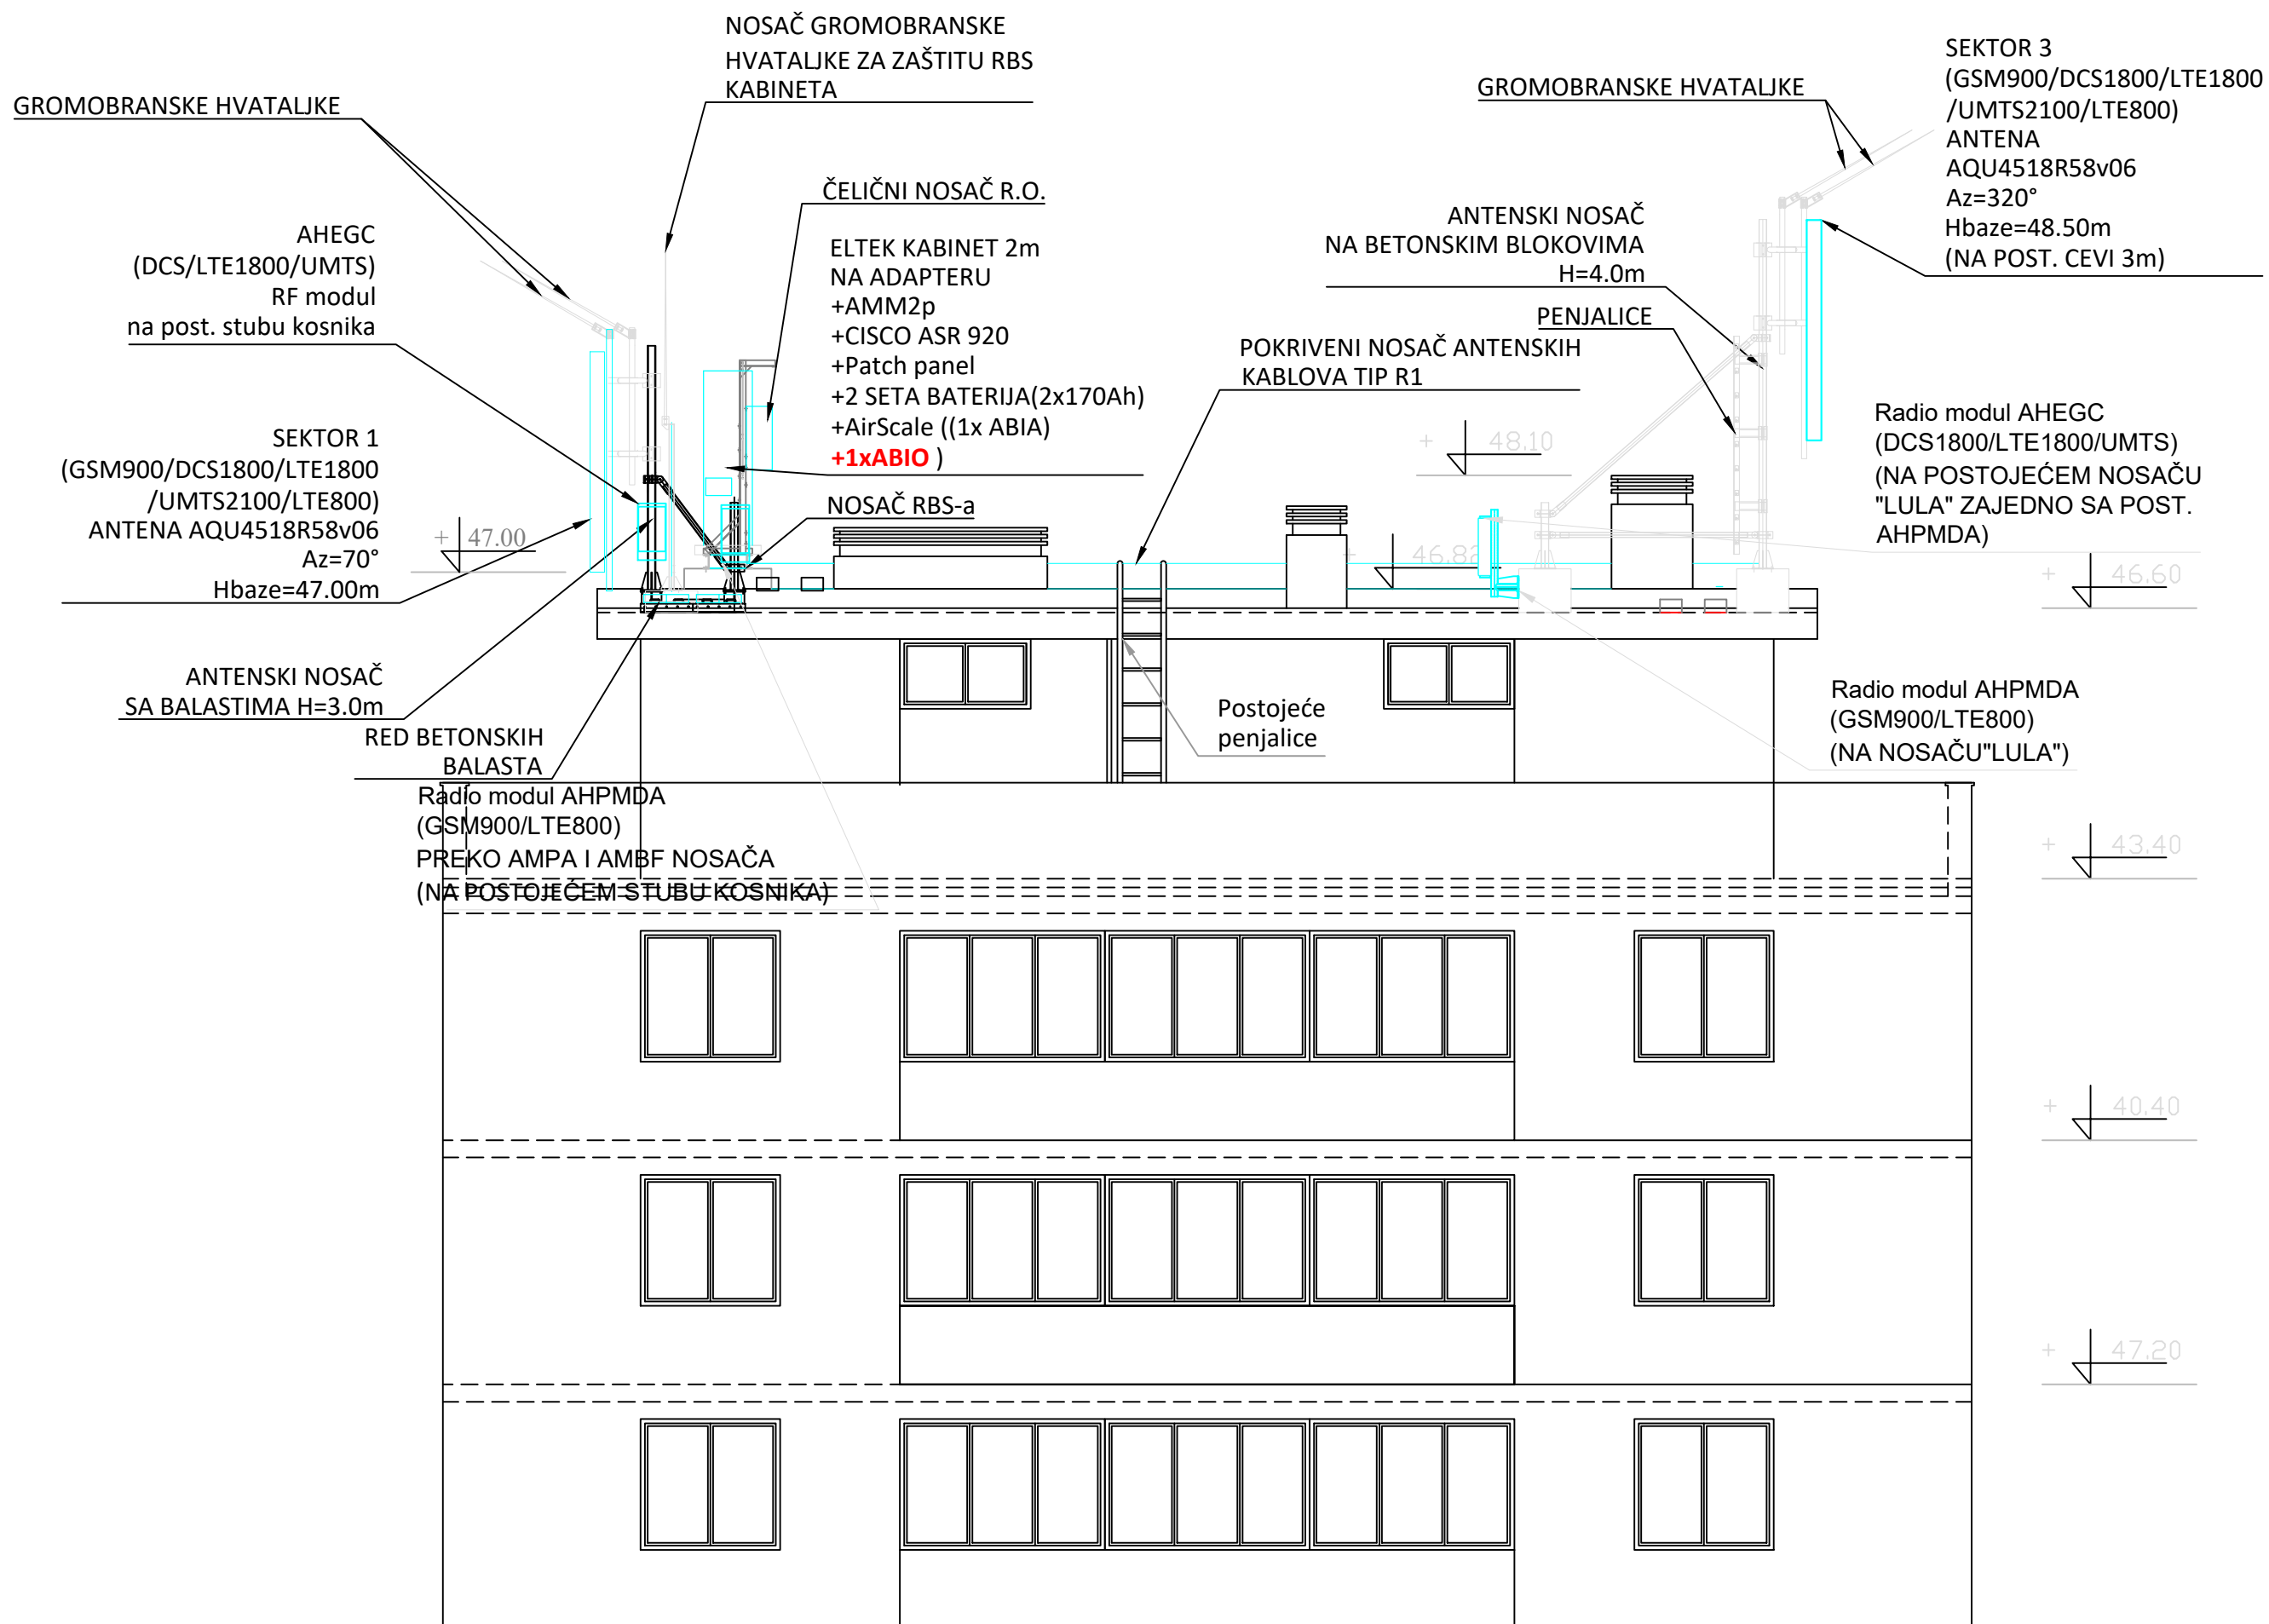 NOSAČ GROMOBRANSKE
HVATALJKE ZA ZAŠTITU RBS
KABINETA
GROMOBRANSKE HVATALJKE
GROMOBRANSKE HVATALJKE
SEKTOR 3
(GSM900/DCS1800/LTE1800
/UMTS2100/LTE800)
ANTENA
AQU4518R58v06
Az=320°
Hbaze=48.50m
(NA POST. CEVI 3m)
ČELIČNI NOSAČ R.O.
AHEGC
(DCS/LTE1800/UMTS)
RF modul
na post. stubu kosnika
ELTEK KABINET 2m
NA ADAPTERU
+AMM2p
+CISCO ASR 920
+Patch panel
+2 SETA BATERIJA(2x170Ah)
+AirScale ((1x ABIA)
+1xABIO )
ANTENSKI NOSAČ
NA BETONSKIM BLOKOVIMA
H=4.0m
PENJALICE
POKRIVENI NOSAČ ANTENSKIH
KABLOVA TIP R1
SEKTOR 1
(GSM900/DCS1800/LTE1800
/UMTS2100/LTE800)
ANTENA AQU4518R58v06
Az=70°
Hbaze=47.00m
Radio modul AHEGC
(DCS1800/LTE1800/UMTS)
(NA POSTOJEĆEM NOSAČU
"LULA" ZAJEDNO SA POST.
AHPMDA)
+ 48.10
NOSAČ RBS-a
+ 47.00
+ 46.82
+ 46.60
ANTENSKI NOSAČ
SA BALASTIMA H=3.0m
RED BETONSKIH
BALASTA
Postojeće
penjalice
Radio modul AHPMDA
(GSM900/LTE800)
(NA NOSAČU"LULA")
Radio modul AHPMDA
(GSM900/LTE800)
PREKO AMPA I AMBF NOSAČA
(NA POSTOJEĆEM STUBU KOSNIKA)
+ 43.40
+ 40.40
+ 47.20